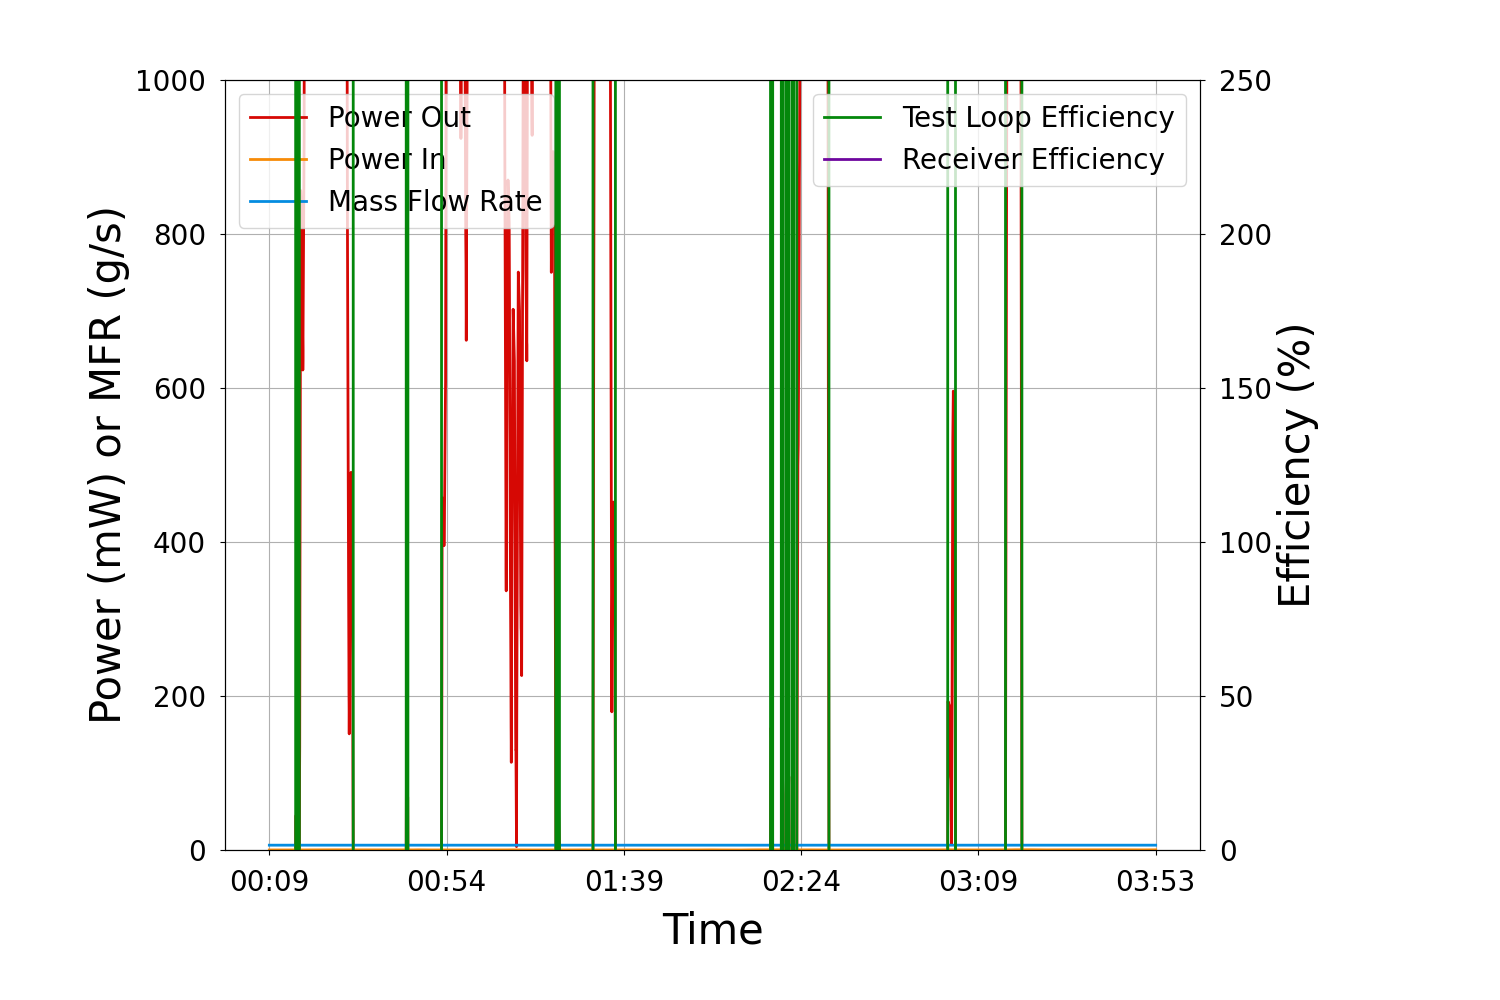 1000
800
600
400
200
0
Power (mW) or MFR (g/s)
Power Out
Power In
Mass Flow Rate
Test Loop Efficiency
Receiver Efficiency
250
200
150
100
50
0
Efficiency (%)
00:09 00:54 01:39 02:24 03:09 03:53
Time